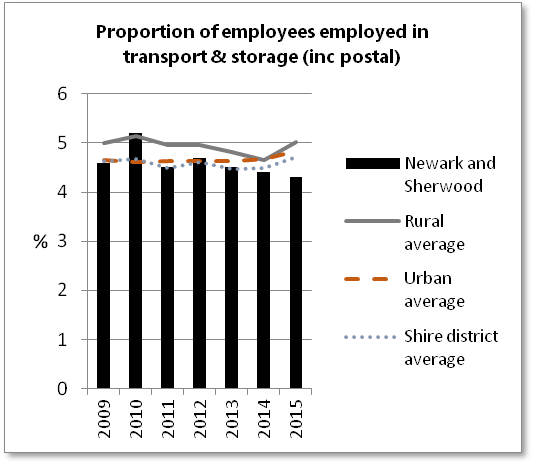 Proportion of employees employed in
transport & storage (inc postal)
6
5
4
3
2
1
0
%
2009
2010
2011
2012
2013
2014
2015
Newark and
Sherwood
Rural
average
Urban
average
Shire district
average